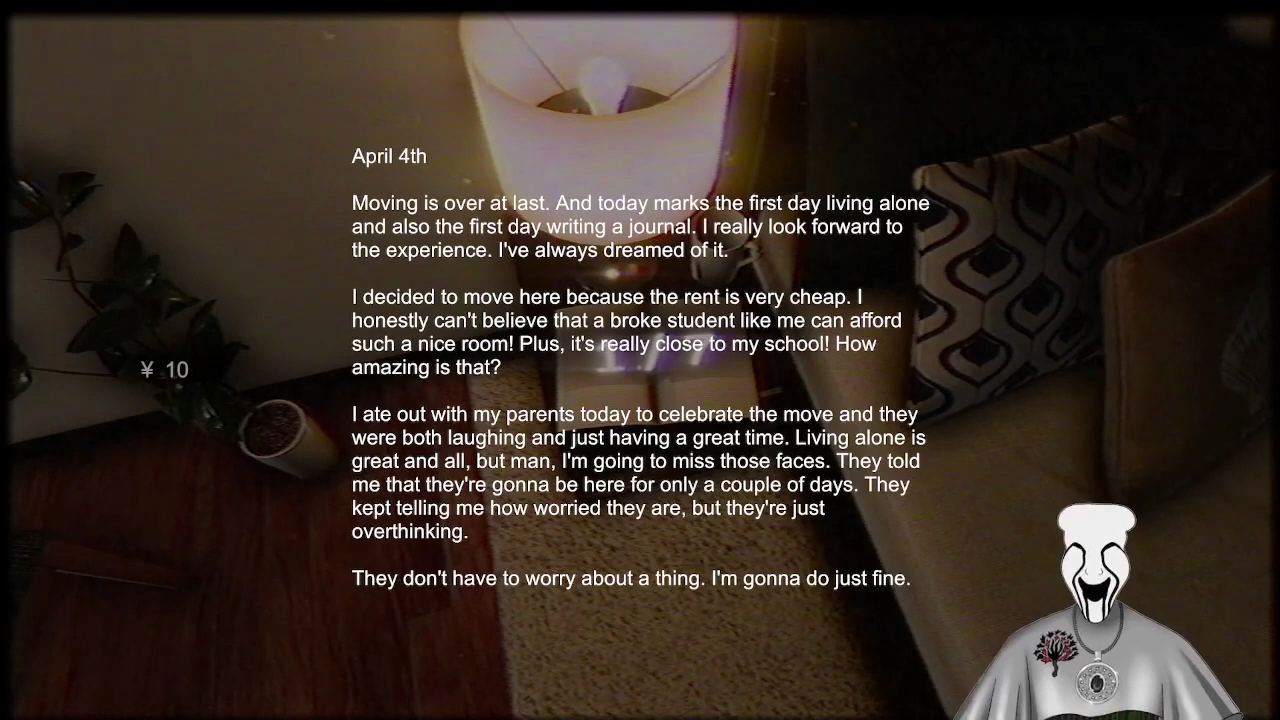 April 4th
Moving is over at last. And today marks the first day living alone
and also the first day writing a journal. I really look forward to
the experience. I've always dreamed of it.
I decided to move here because the rent is very cheap. I
honestly can't believe that a broke student like me can afford
such a nice room! Plus, it's really close to my school! How
amazing is that?
¥ 10
I ate out with my parents today to celebrate the move and they
were both laughing and just having a great time. Living alone is
great and all, but man, I'm going to miss those faces. They told
me that they're gonna be here for only a couple of days. They
kept telling me how worried they are, but they're just
overthinking.
They don't have to worry about a thing. I'm gonna do just fine.